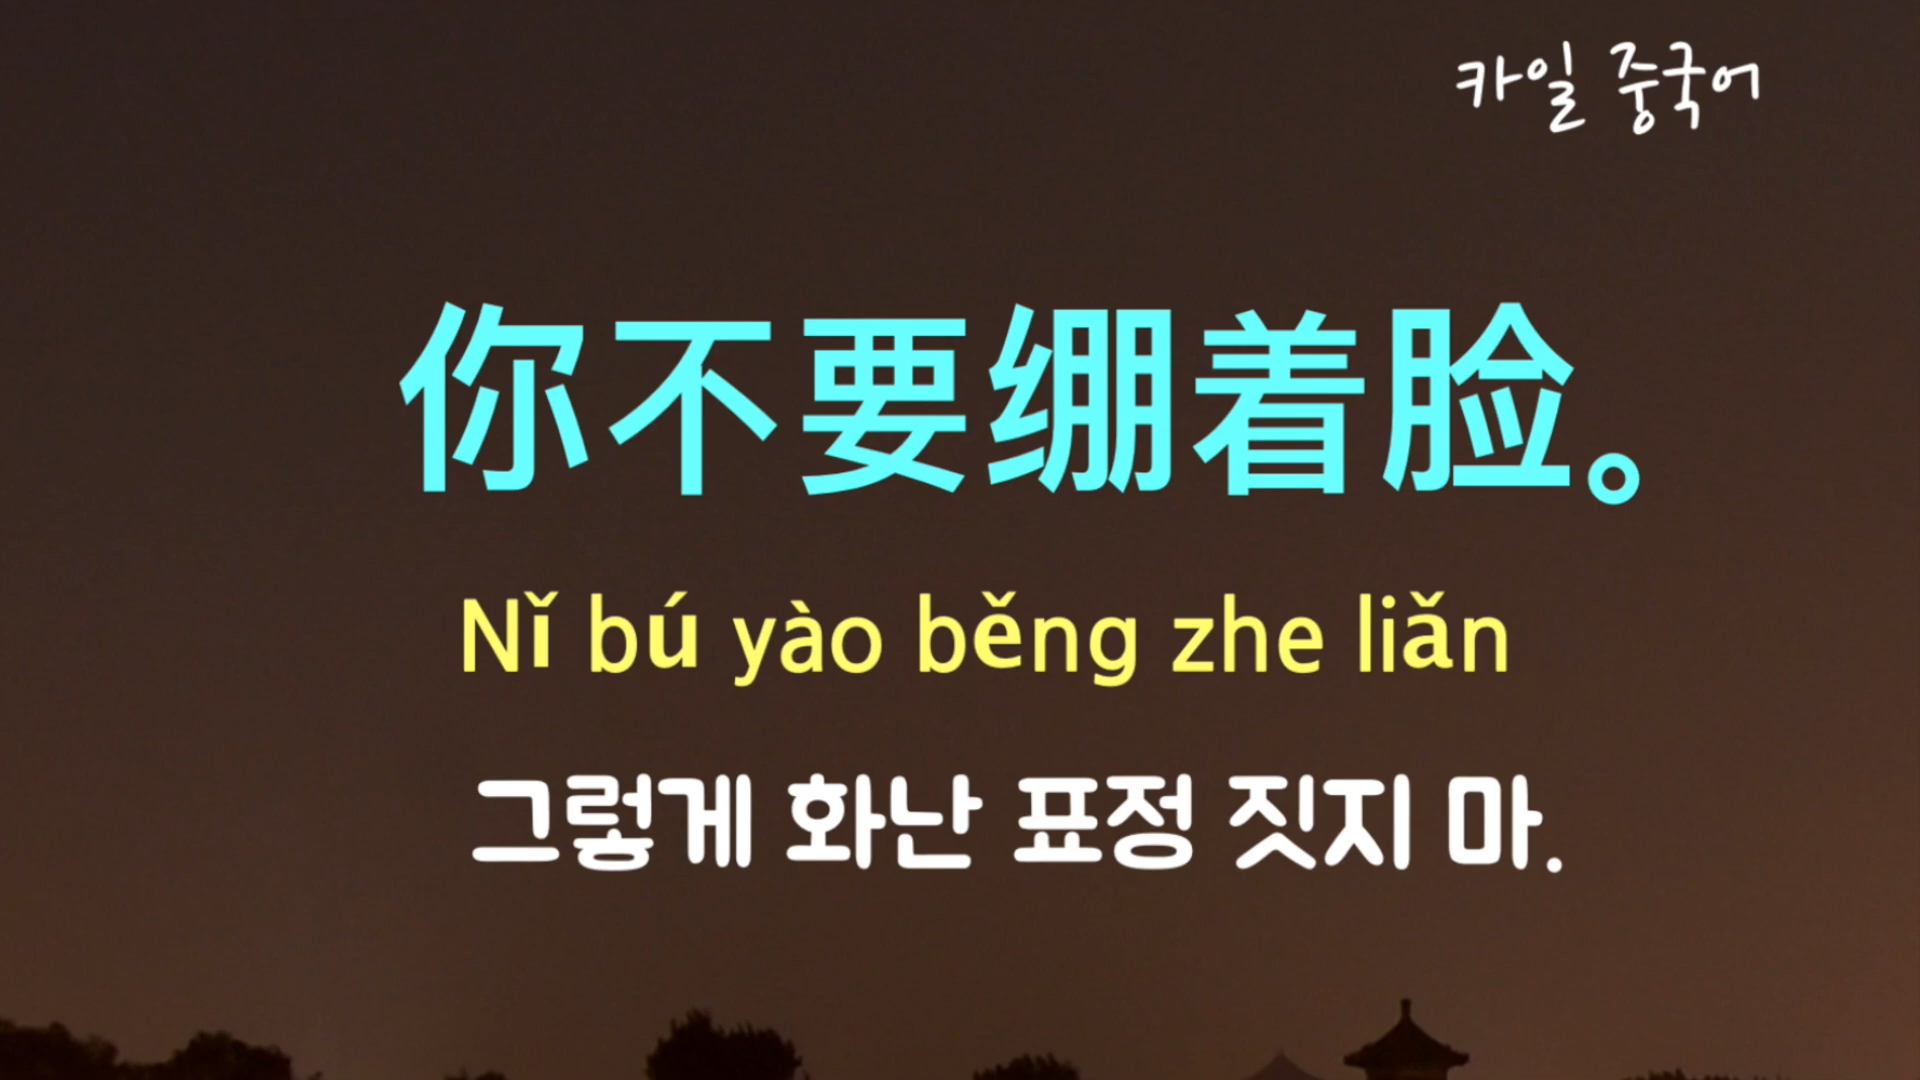 카일 중국어
你不要绷着脸。
Nǐ bú yào běng zhe liǎn
그렇게 화난 표정 짓지 마.